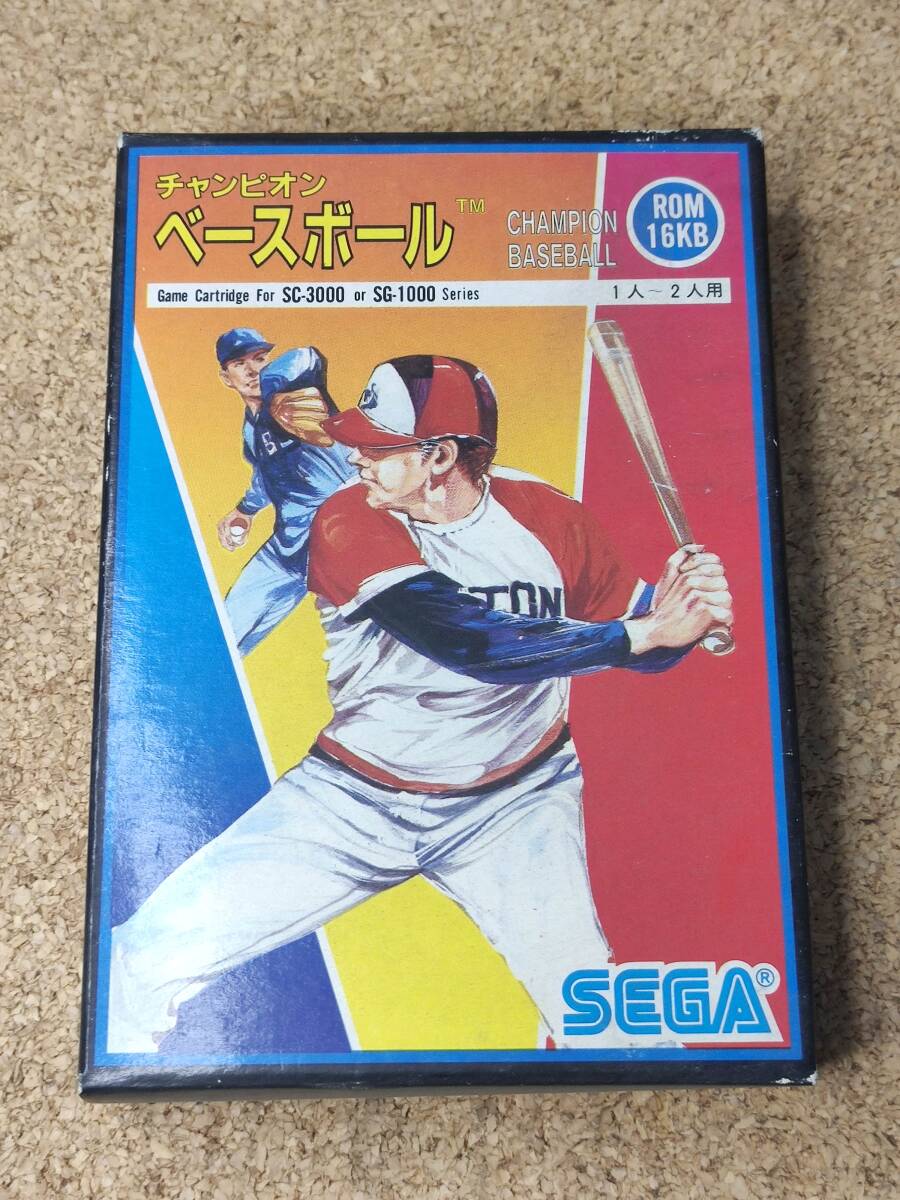 チャンピオン
ベースボール™
CHAMPION
BASEBALL
ROM
16KB
Game Cartridge For SC-3000 or SG-1000 Series
1人〜2人用
TON
SEGA®